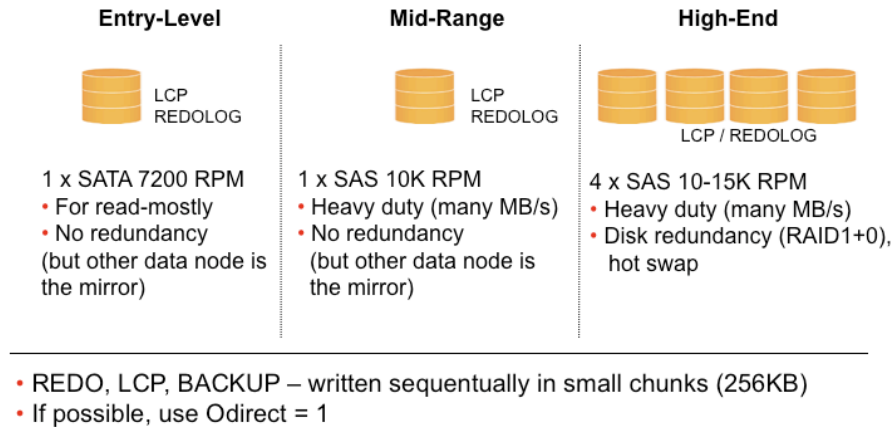 Entry-Level
LCP
REDOLOG
1 x SATA 7200 RPM
• For read-mostly
• No redundancy
(but other data node is
the mirror)
Mid-Range
LCP
REDOLOG
1 x SAS 10K RPM
• Heavy duty (many MB/s)
• No redundancy
(but other data node is
the mirror)
High-End
LCP / REDOLOG
4 x SAS 10-15K RPM
• Heavy duty (many MB/s)
• Disk redundancy (RAID1+0),
hot swap
• REDO, LCP, BACKUP – written sequentually in small chunks (256KB)
• If possible, use Odirect = 1